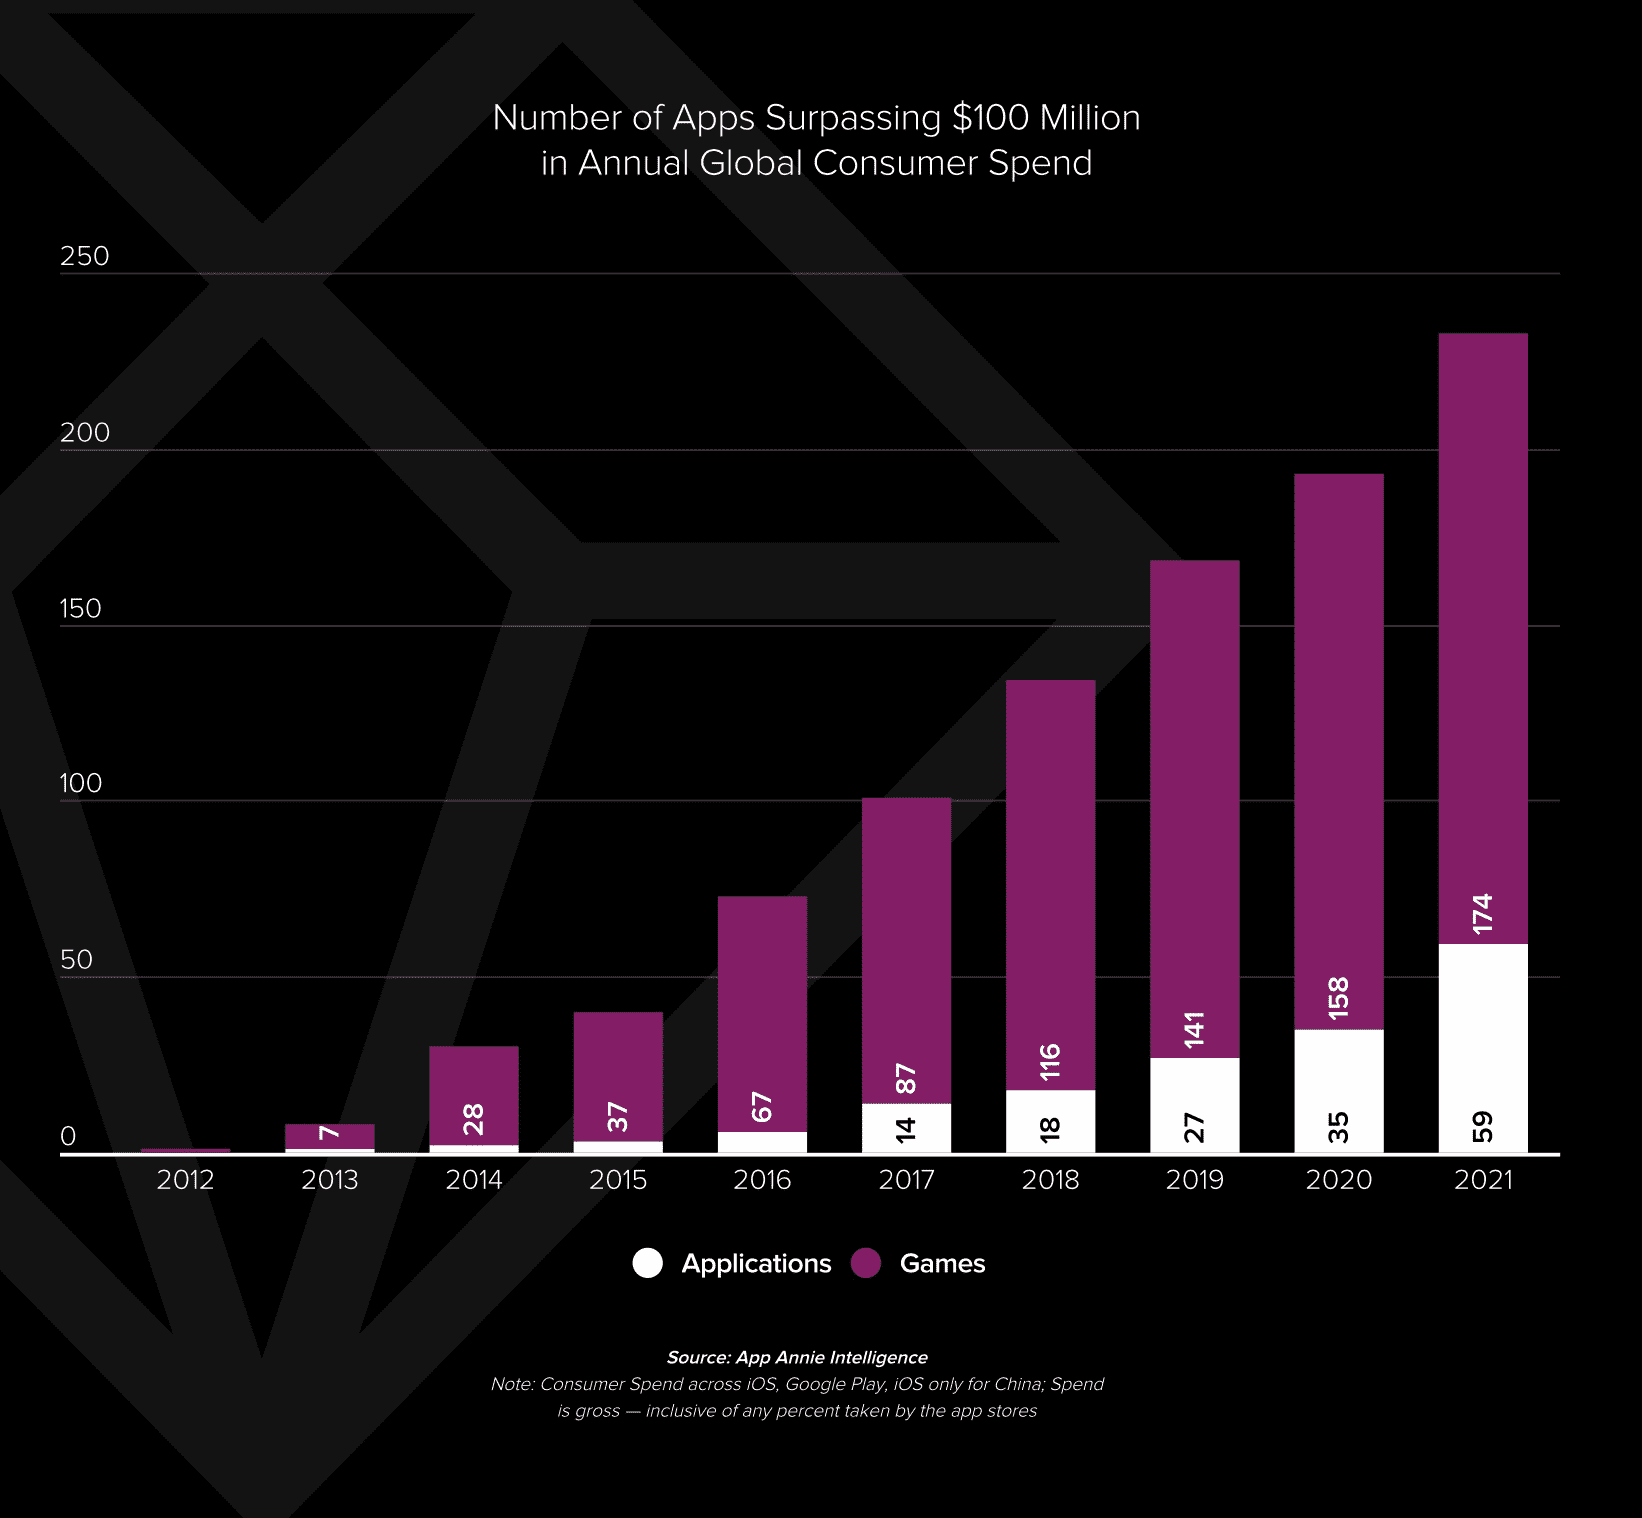 Number of Apps Surpassing $100 Million
in Annual Global Consumer Spend
250
200
150
100
50
0
7
28
37
67
87
14
116
18
141
27
158
35
174
59
2012 2013 2014 2015 2016 2017 2018 2019 2020 2021
Applications Games
Source: App Annie Intelligence
Note: Consumer Spend across iOS, Google Play, iOS only for China; Spend
is gross — inclusive of any percent taken by the app stores